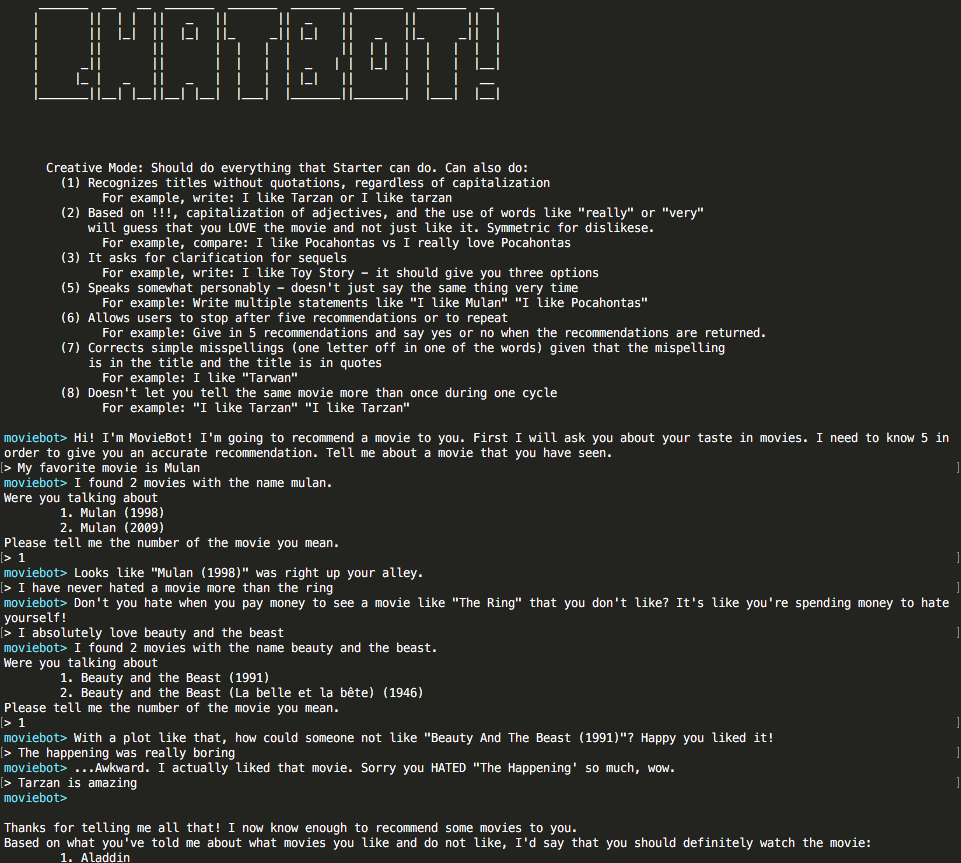 CHATBOT!
Creative Mode: Should do everything that Starter can do. Can also do:
(1) Recognizes titles without quotations, regardless of capitalization
For example, write: I like Tarzan or I like tarzan
(2) Based on !!!, capitalization of adjectives, and the use of words like "really" or "very"
will guess that you LOVE the movie and not just like it. Symmetric for dislikese.
For example, compare: I like Pocahontas vs I really love Pocahontas
(3) It asks for clarification for sequels
For example, write: I like Toy Story – it should give you three options
(5) Speaks somewhat personably – doesn't just say the same thing very time
For example: Write multiple statements like "I like Mulan" "I like Pocahontas"
(6) Allows users to stop after five recommendations or to repeat
For example: Give in 5 recommendations and say yes or no when the recommendations are returned.
(7) Corrects simple misspellings (one letter off in one of the words) given that the mispelling
is in the title and the title is in quotes
For example: I like "Tarwan"
(8) Doesn't let you tell the same movie more than once during one cycle
For example: "I like Tarzan" "I like Tarzan"
moviebot> Hi! I'm MovieBot! I'm going to recommend a movie to you. First I will ask you about your taste in movies. I need to know 5 in
order to give you an accurate recommendation. Tell me about a movie that you have seen.
[> My favorite movie is Mulan ]
moviebot> I found 2 movies with the name mulan.
Were you talking about
1. Mulan (1998)
2. Mulan (2009)
Please tell me the number of the movie you mean.
[> 1 ]
moviebot> Looks like "Mulan (1998)" was right up your alley.
[> I have never hated a movie more than the ring ]
moviebot> Don't you hate when you pay money to see a movie like "The Ring" that you don't like? It's like you're spending money to hate
yourself!
[> I absolutely love beauty and the beast ]
moviebot> I found 2 movies with the name beauty and the beast.
Were you talking about
1. Beauty and the Beast (1991)
2. Beauty and the Beast (La belle et la bête) (1946)
Please tell me the number of the movie you mean.
[> 1 ]
moviebot> With a plot like that, how could someone not like "Beauty And The Beast (1991)"? Happy you liked it!
[> The happening was really boring ]
moviebot> ...Awkward. I actually liked that movie. Sorry you HATED "The Happening' so much, wow.
[> Tarzan is amazing ]
moviebot>
Thanks for telling me all that! I now know enough to recommend some movies to you.
Based on what you've told me about what movies you like and do not like, I'd say that you should definitely watch the movie:
1. Aladdin